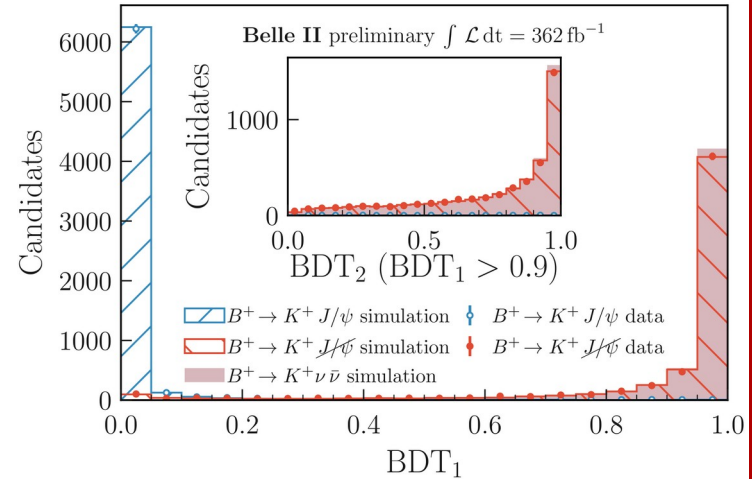 Belle II preliminary ∫ ℒ dt = 362 fb⁻¹
Candidates
6000
5000
4000
3000
2000
1000
0
0.0 0.2 0.4 0.6 0.8 1.0
BDT₁
Candidates
1000
0
0.0 0.5 1.0
BDT₂ (BDT₁ > 0.9)
B⁺ → K⁺ J/ψ simulation
B⁺ → K⁺ J/ψ data
B⁺ → K⁺ J̸/̸ψ̸ simulation
B⁺ → K⁺ J̸/̸ψ̸ data
B⁺ → K⁺ν ν̄ simulation